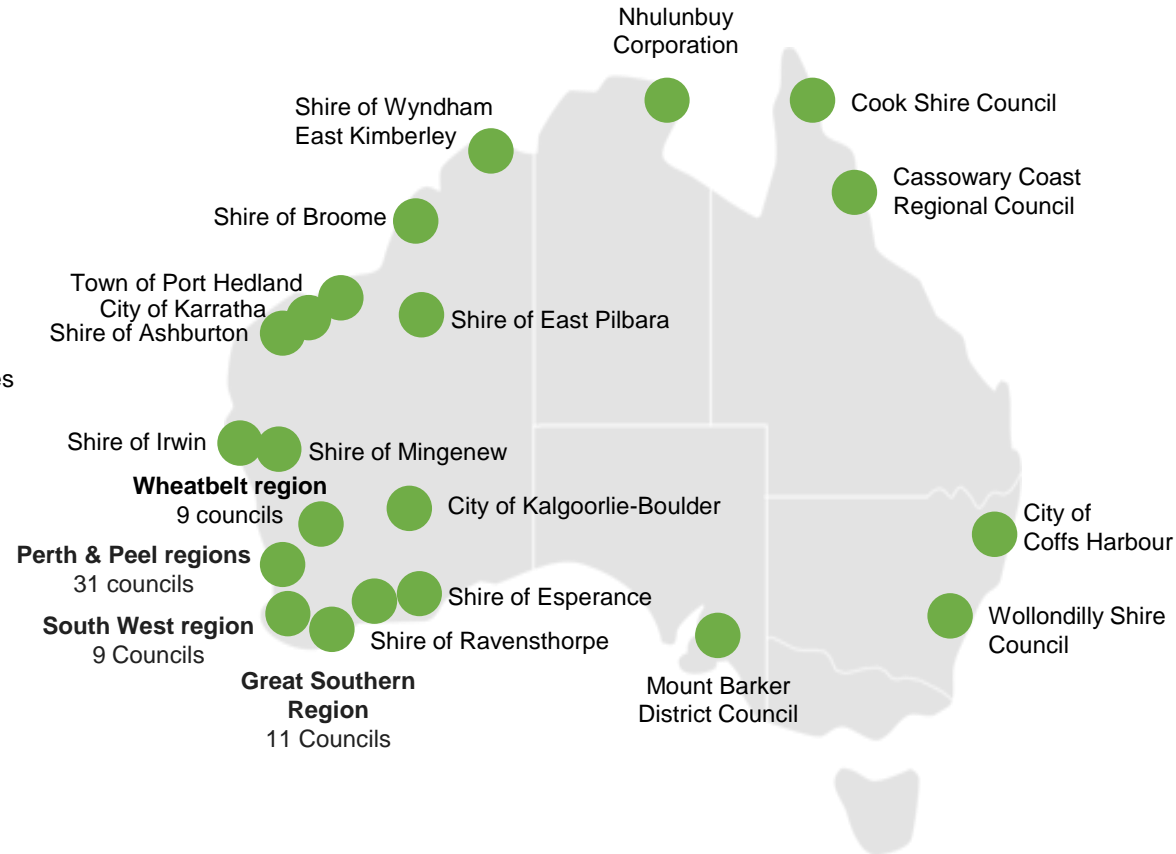 Nhulunbuy
Corporation
Shire of Wyndham
East Kimberley
Cook Shire Council
Cassowary Coast
Regional Council
Shire of Broome
Town of Port Hedland
City of Karratha
Shire of Ashburton
Shire of East Pilbara
es
Shire of Irwin
Shire of Mingenew
Wheatbelt region
9 councils
City of Kalgoorlie-Boulder
City of
Coffs Harbour
Perth & Peel regions
31 councils
Shire of Esperance
South West region
9 Councils
Shire of Ravensthorpe
Wollondilly Shire
Council
Great Southern
Region
11 Councils
Mount Barker
District Council